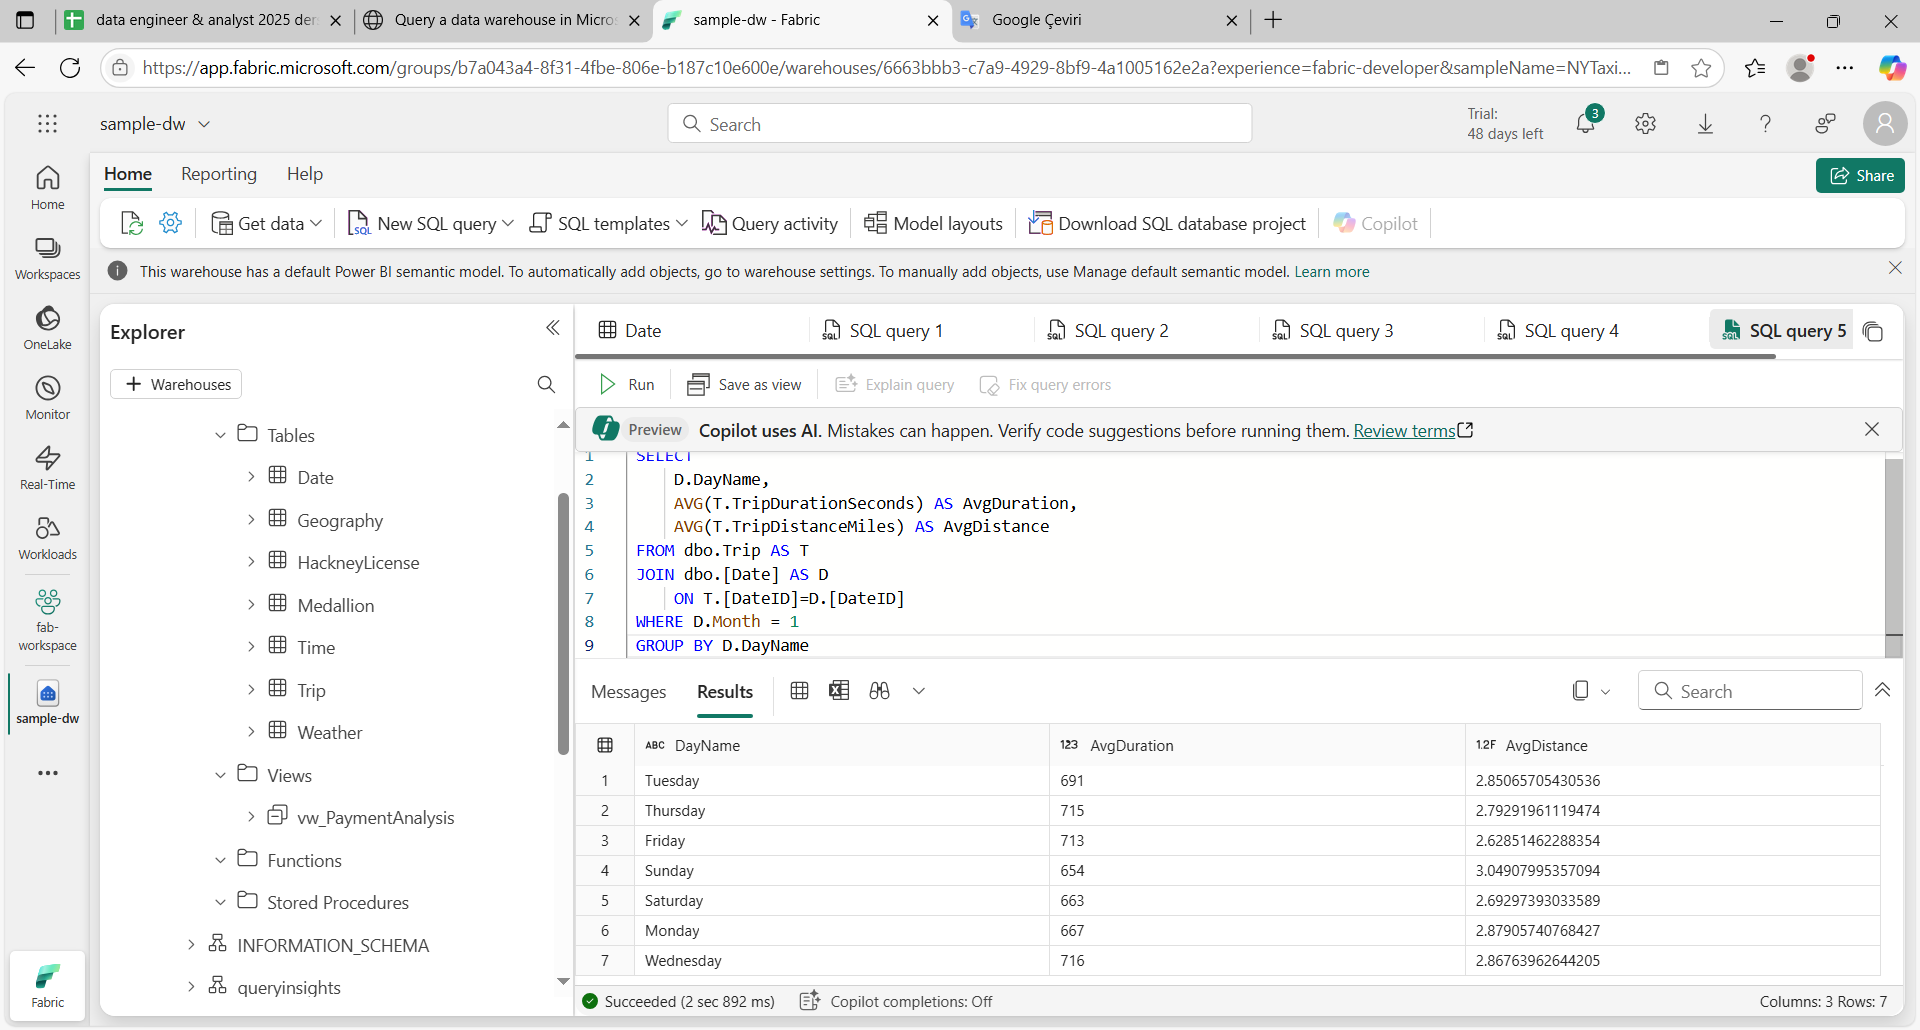 data engineer & analyst 2025 ders
Query a data warehouse in Micros
sample-dw - Fabric
Google Çeviri
https://app.fabric.microsoft.com/groups/b7a043a4-8f31-4fbe-806e-b187c10e600e/warehouses/6663bbb3-c7a9-4929-8bf9-4a1005162e2a?experience=fabric-developer&sampleName=NYTaxi...
sample-dw
Search
Trial:
48 days left
3
Home
Reporting
Help
Share
Get data
New SQL query
SQL templates
Query activity
Model layouts
Download SQL database project
Copilot
This warehouse has a default Power BI semantic model. To automatically add objects, go to warehouse settings. To manually add objects, use Manage default semantic model. Learn more
Home
Workspaces
OneLake
Monitor
Real-Time
Workloads
fab-
workspace
sample-dw
Fabric
Explorer
+ Warehouses
Tables
Date
Geography
HackneyLicense
Medallion
Time
Trip
Weather
Views
vw_PaymentAnalysis
Functions
Stored Procedures
INFORMATION_SCHEMA
queryinsights
Date
SQL query 1
SQL query 2
SQL query 3
SQL query 4
SQL query 5
Run
Save as view
Explain query
Fix query errors
Preview Copilot uses AI. Mistakes can happen. Verify code suggestions before running them. Review terms
1 SELECT
2 D.DayName,
3 AVG(T.TripDurationSeconds) AS AvgDuration,
4 AVG(T.TripDistanceMiles) AS AvgDistance
5 FROM dbo.Trip AS T
6 JOIN dbo.[Date] AS D
7 ON T.[DateID]=D.[DateID]
8 WHERE D.Month = 1
9 GROUP BY D.DayName
Messages
Results
Search
ABC DayName 123 AvgDuration 1.2F AvgDistance
1 Tuesday 691 2.85065705430536
2 Thursday 715 2.79291961119474
3 Friday 713 2.62851462288354
4 Sunday 654 3.04907995357094
5 Saturday 663 2.69297393033589
6 Monday 667 2.87905740768427
7 Wednesday 716 2.86763962644205
Succeeded (2 sec 892 ms)
Copilot completions: Off
Columns: 3 Rows: 7